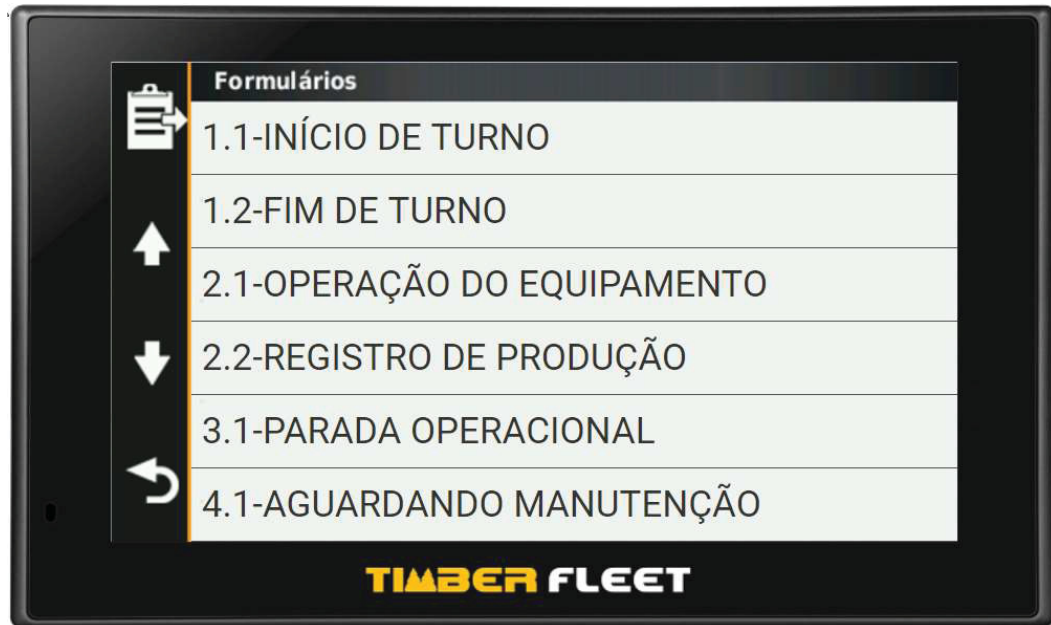 Formulários
1.1-INÍCIO DE TURNO
1.2-FIM DE TURNO
2.1-OPERAÇÃO DO EQUIPAMENTO
2.2-REGISTRO DE PRODUÇÃO
3.1-PARADA OPERACIONAL
4.1-AGUARDANDO MANUTENÇÃO
TIMBER FLEET